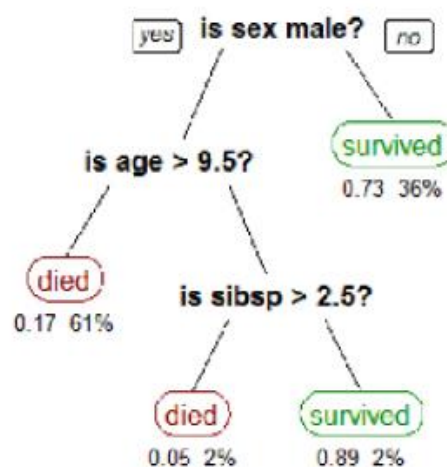 yes is sex male? no
survived
is age > 9.5?
0.73 36%
died
is sibsp > 2.5?
0.17 61%
died survived
0.05 2% 0.89 2%